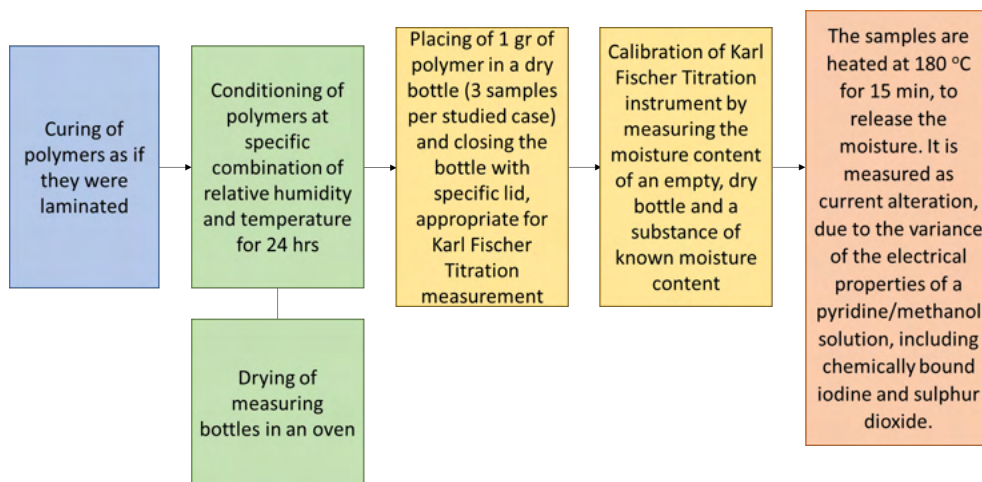 Curing of
polymers as if
they were
laminated
Conditioning of
polymers at
specific
combination of
relative humidity
and temperature
for 24 hrs
Drying of
measuring
bottles in an oven
Placing of 1 gr of
polymer in a dry
bottle (3 samples
per studied case)
and closing the
bottle with
specific lid,
appropriate for
Karl Fischer
Titration
measurement
Calibration of Karl
Fischer Titration
instrument by
measuring the
moisture content
of an empty, dry
bottle and a
substance of
known moisture
content
The samples are
heated at 180 °C
for 15 min, to
release the
moisture. It is
measured as
current alteration,
due to the variance
of the electrical
properties of a
pyridine/methanol
solution, including
chemically bound
iodine and sulphur
dioxide.